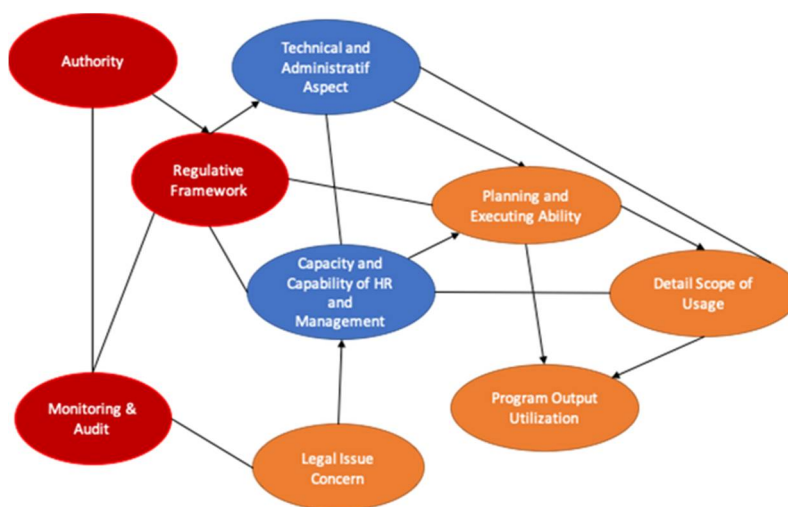 Authority
Technical and
Administratif
Aspect
Regulative
Framework
Planning and
Executing Ability
Capacity and
Capability of HR
and
Management
Detail Scope of
Usage
Monitoring &
Audit
Program Output
Utilization
Legal Issue
Concern